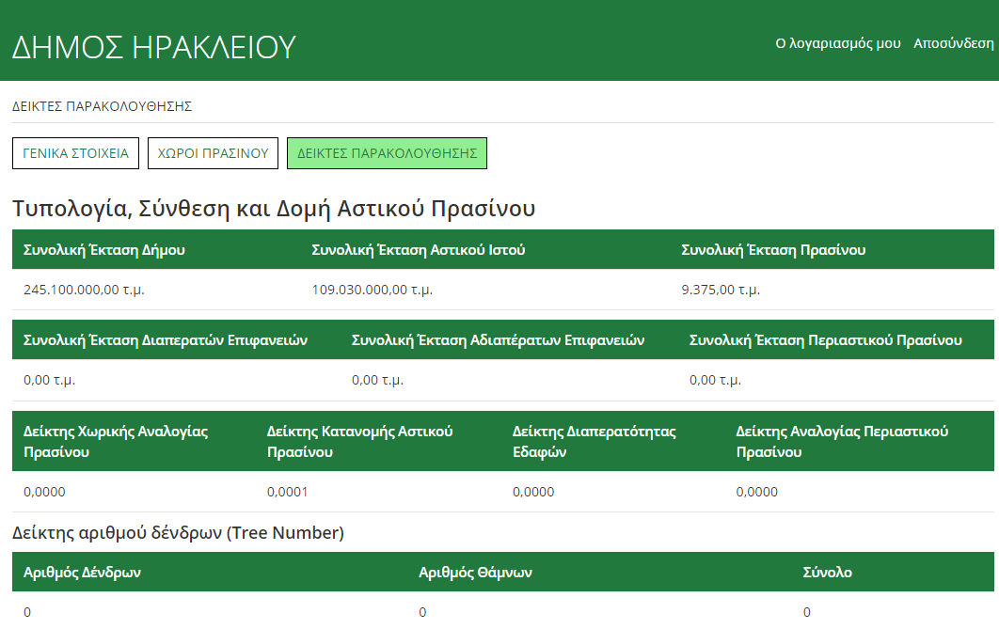 ΔΗΜΟΣ ΗΡΑΚΛΕΙΟΥ
Ο λογαριασμός μου Αποσύνδεση
ΔΕΙΚΤΕΣ ΠΑΡΑΚΟΛΟΥΘΗΣΗΣ
ΓΕΝΙΚΑ ΣΤΟΙΧΕΙΑ ΧΩΡΟΙ ΠΡΑΣΙΝΟΥ ΔΕΙΚΤΕΣ ΠΑΡΑΚΟΛΟΥΘΗΣΗΣ
Τυπολογία, Σύνθεση και Δομή Αστικού Πρασίνου
Συνολική Έκταση Δήμου Συνολική Έκταση Αστικού Ιστού Συνολική Έκταση Πρασίνου
245.100.000,00 τ.μ. 109.030.000,00 τ.μ. 9.375,00 τ.μ.
Συνολική Έκταση Διαπερατών Επιφανειών Συνολική Έκταση Αδιαπέρατων Επιφανειών Συνολική Έκταση Περιαστικού Πρασίνου
0,00 τ.μ. 0,00 τ.μ. 0,00 τ.μ.
Δείκτης Χωρικής Αναλογίας Δείκτης Κατανομής Αστικού Δείκτης Διαπερατότητας Δείκτης Αναλογίας Περιαστικού
Πρασίνου Πρασίνου Εδαφών Πρασίνου
0,0000 0,0001 0,0000 0,0000
Δείκτης αριθμού δένδρων (Tree Number)
Αριθμός Δένδρων Αριθμός Θάμνων Σύνολο
0 0 0